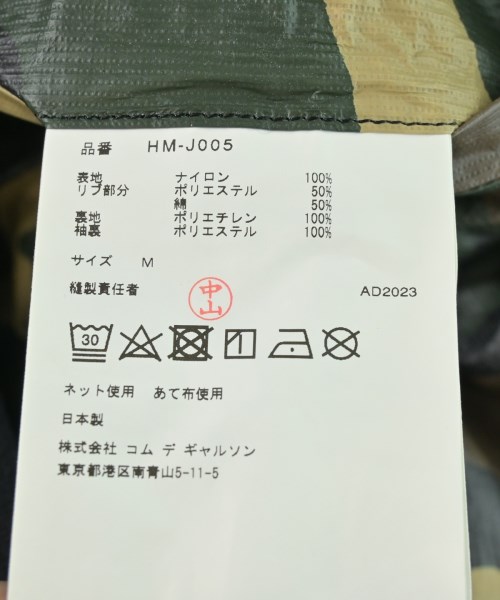 品番 HM-J005
表地 ナイロン 100%
リブ部分 ポリエステル 50%
綿 50%
裏地 ポリエチレン 100%
袖裏 ポリエステル 100%
サイズ M
縫製責任者 中山 AD2023
30
ネット使用 あて布使用
日本製
株式会社 コム デ ギャルソン
東京都港区南青山5-11-5